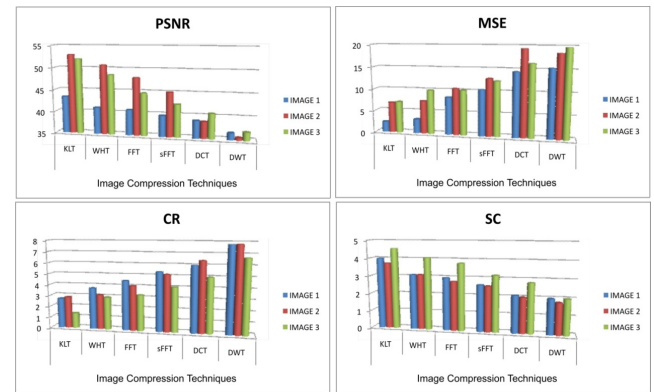 PSNR
55
50
45
40
35
KLT WHT FFT sFFT DCT DWT
IMAGE 1
IMAGE 2
IMAGE 3
Image Compression Techniques
MSE
20
15
10
5
0
KLT WHT FFT sFFT DCT DWT
IMAGE 1
IMAGE 2
IMAGE 3
Image Compression Techniques
CR
8
7
6
5
4
3
2
1
0
KLT WHT FFT sFFT DCT DWT
IMAGE 1
IMAGE 2
IMAGE 3
Image Compression Techniques
SC
5
4
3
2
1
0
KLT WHT FFT sFFT DCT DWT
IMAGE 1
IMAGE 2
IMAGE 3
Image Compression Techniques